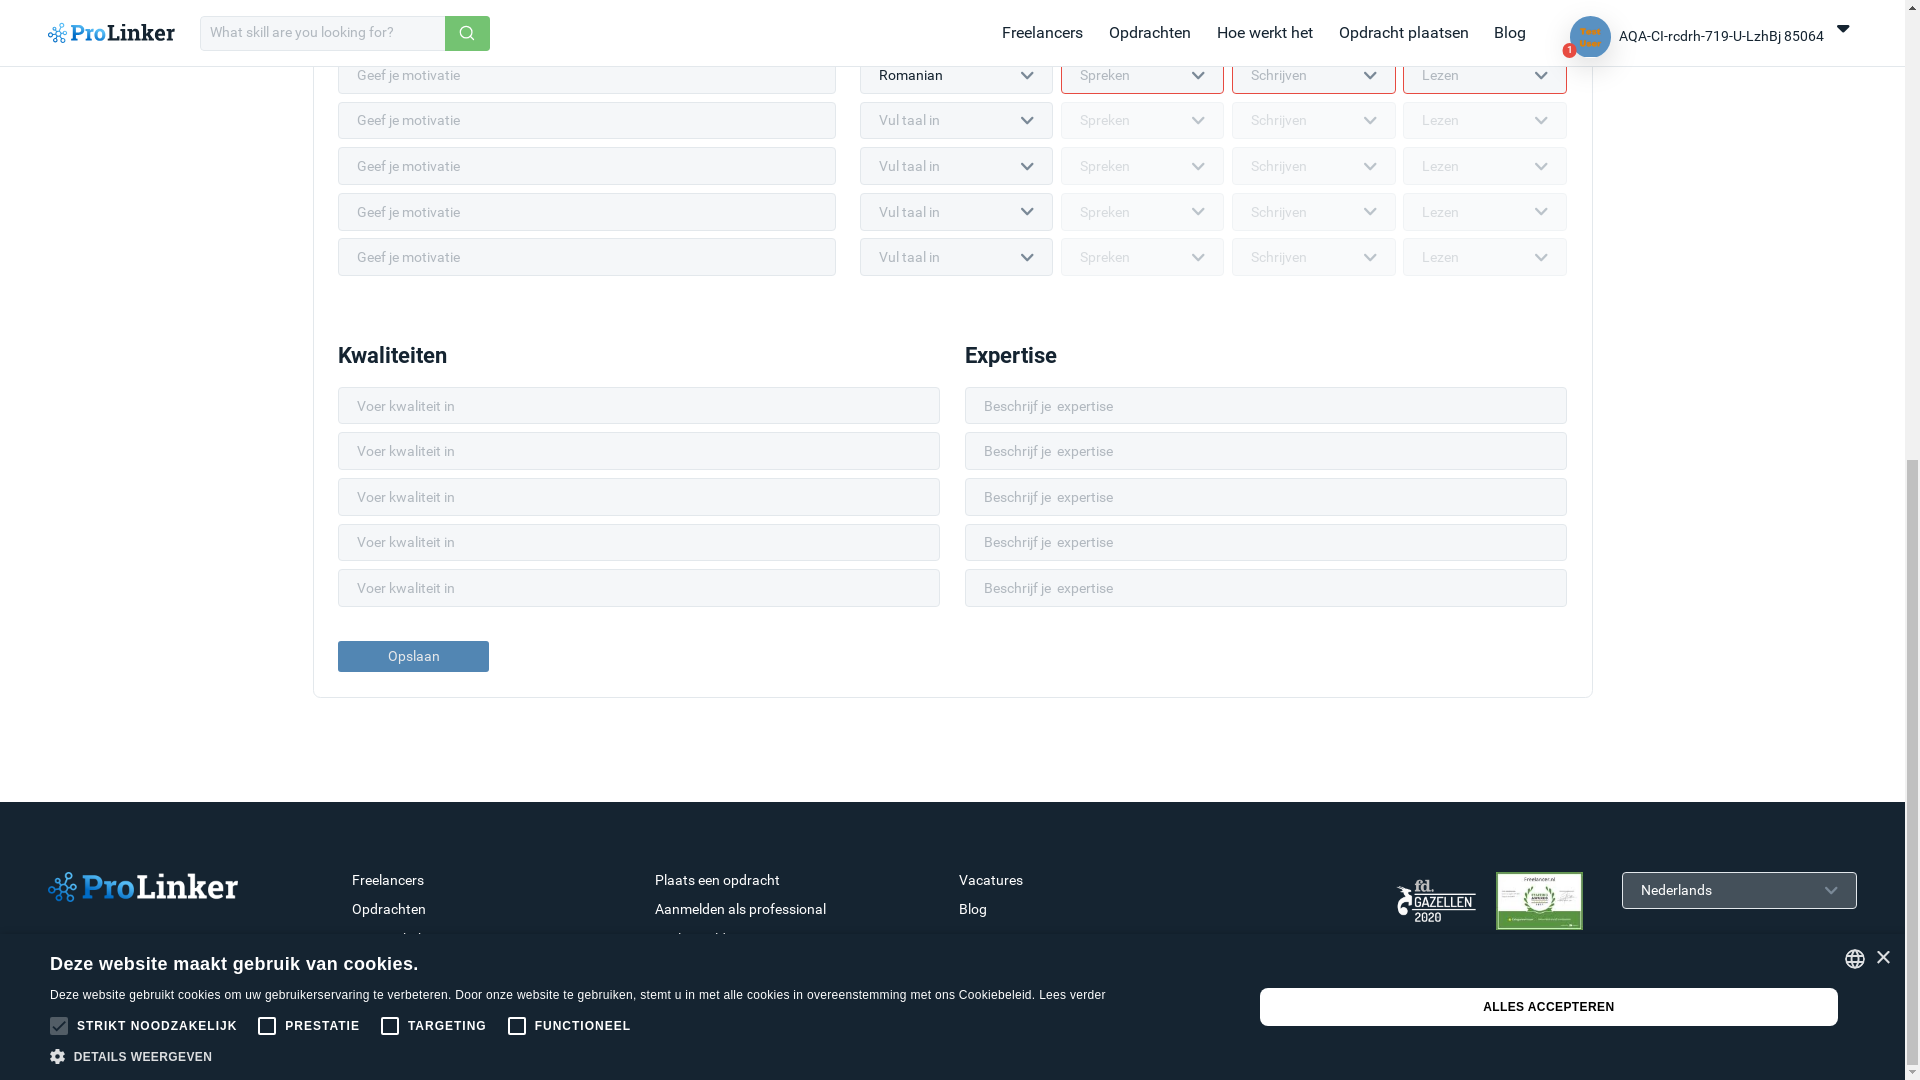 ProLinker
What skill are you looking for?
Freelancers
Opdrachten
Hoe werkt het
Opdracht plaatsen
Blog
1
AQA-CI-rcdrh-719-U-LzhBj 85064
Geef je motivatie
Romanian
Spreken
Schrijven
Lezen
Geef je motivatie
Vul taal in
Spreken
Schrijven
Lezen
Geef je motivatie
Vul taal in
Spreken
Schrijven
Lezen
Geef je motivatie
Vul taal in
Spreken
Schrijven
Lezen
Geef je motivatie
Vul taal in
Spreken
Schrijven
Lezen
Kwaliteiten
Expertise
Voer kwaliteit in
Beschrijf je expertise
Voer kwaliteit in
Beschrijf je expertise
Voer kwaliteit in
Beschrijf je expertise
Voer kwaliteit in
Beschrijf je expertise
Voer kwaliteit in
Beschrijf je expertise
Opslaan
ProLinker
Freelancers
Opdrachten
Plaats een opdracht
Aanmelden als professional
Vacatures
Blog
fd.
GAZELLEN
2020
Freelancer.nl
Nederlands
Deze website maakt gebruik van cookies.
Deze website gebruikt cookies om uw gebruikerservaring te verbeteren. Door onze website te gebruiken, stemt u in met alle cookies in overeenstemming met ons Cookiebeleid. Lees verder
STRIKT NOODZAKELIJK
PRESTATIE
TARGETING
FUNCTIONEEL
DETAILS WEERGEVEN
ALLES ACCEPTEREN